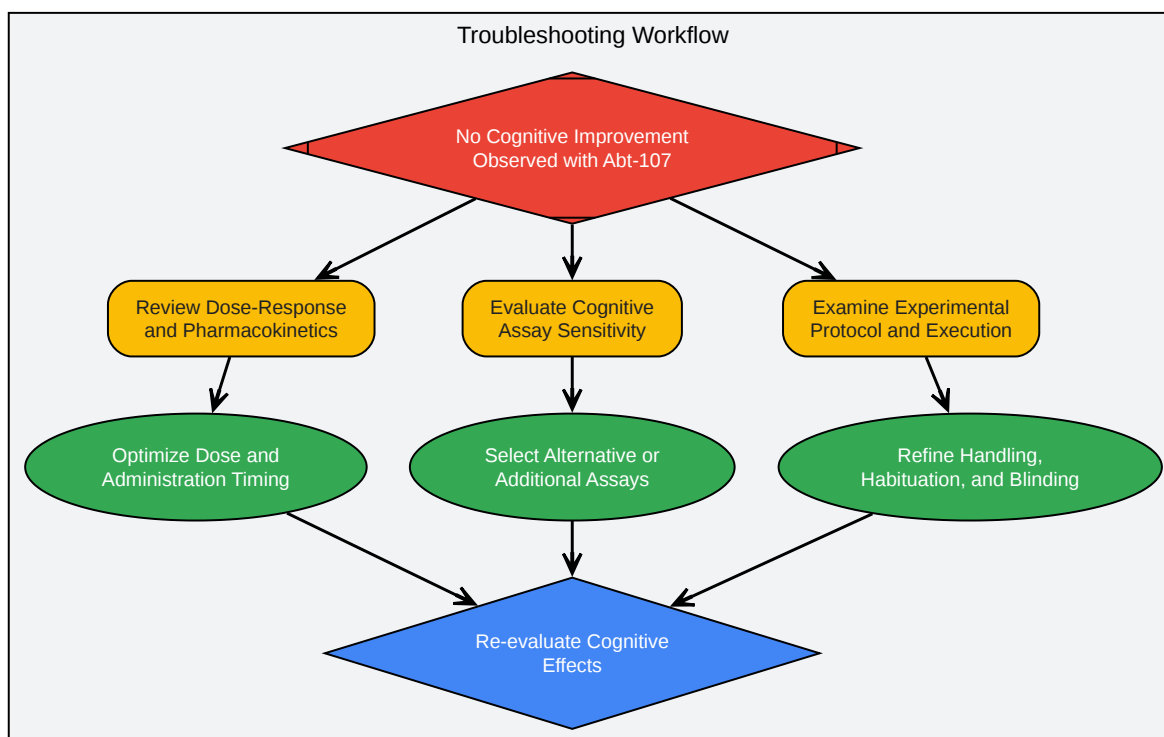 Troubleshooting Workflow
No Cognitive Improvement
Observed with Abt-107
Review Dose-Response
and Pharmacokinetics
Evaluate Cognitive
Assay Sensitivity
Examine Experimental
Protocol and Execution
Optimize Dose and
Administration Timing
Select Alternative or
Additional Assays
Refine Handling,
Habituation, and Blinding
Re-evaluate Cognitive
Effects